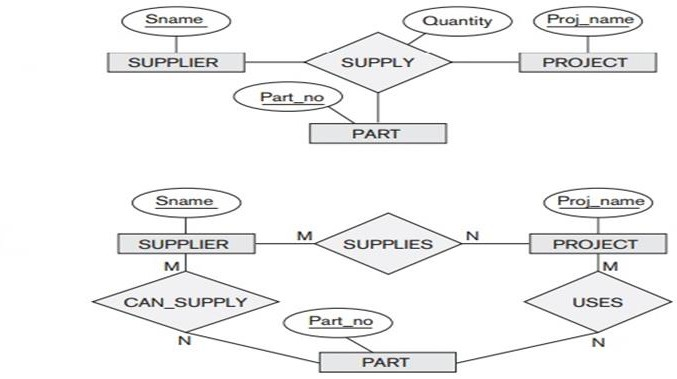 Sname
Quantity
Proj_name
SUPPLIER
SUPPLY
PROJECT
Part_no
PART
Sname
Proj_name
SUPPLIER
M
SUPPLIES
N
PROJECT
M
M
CAN_SUPPLY
USES
Part_no
N
N
PART